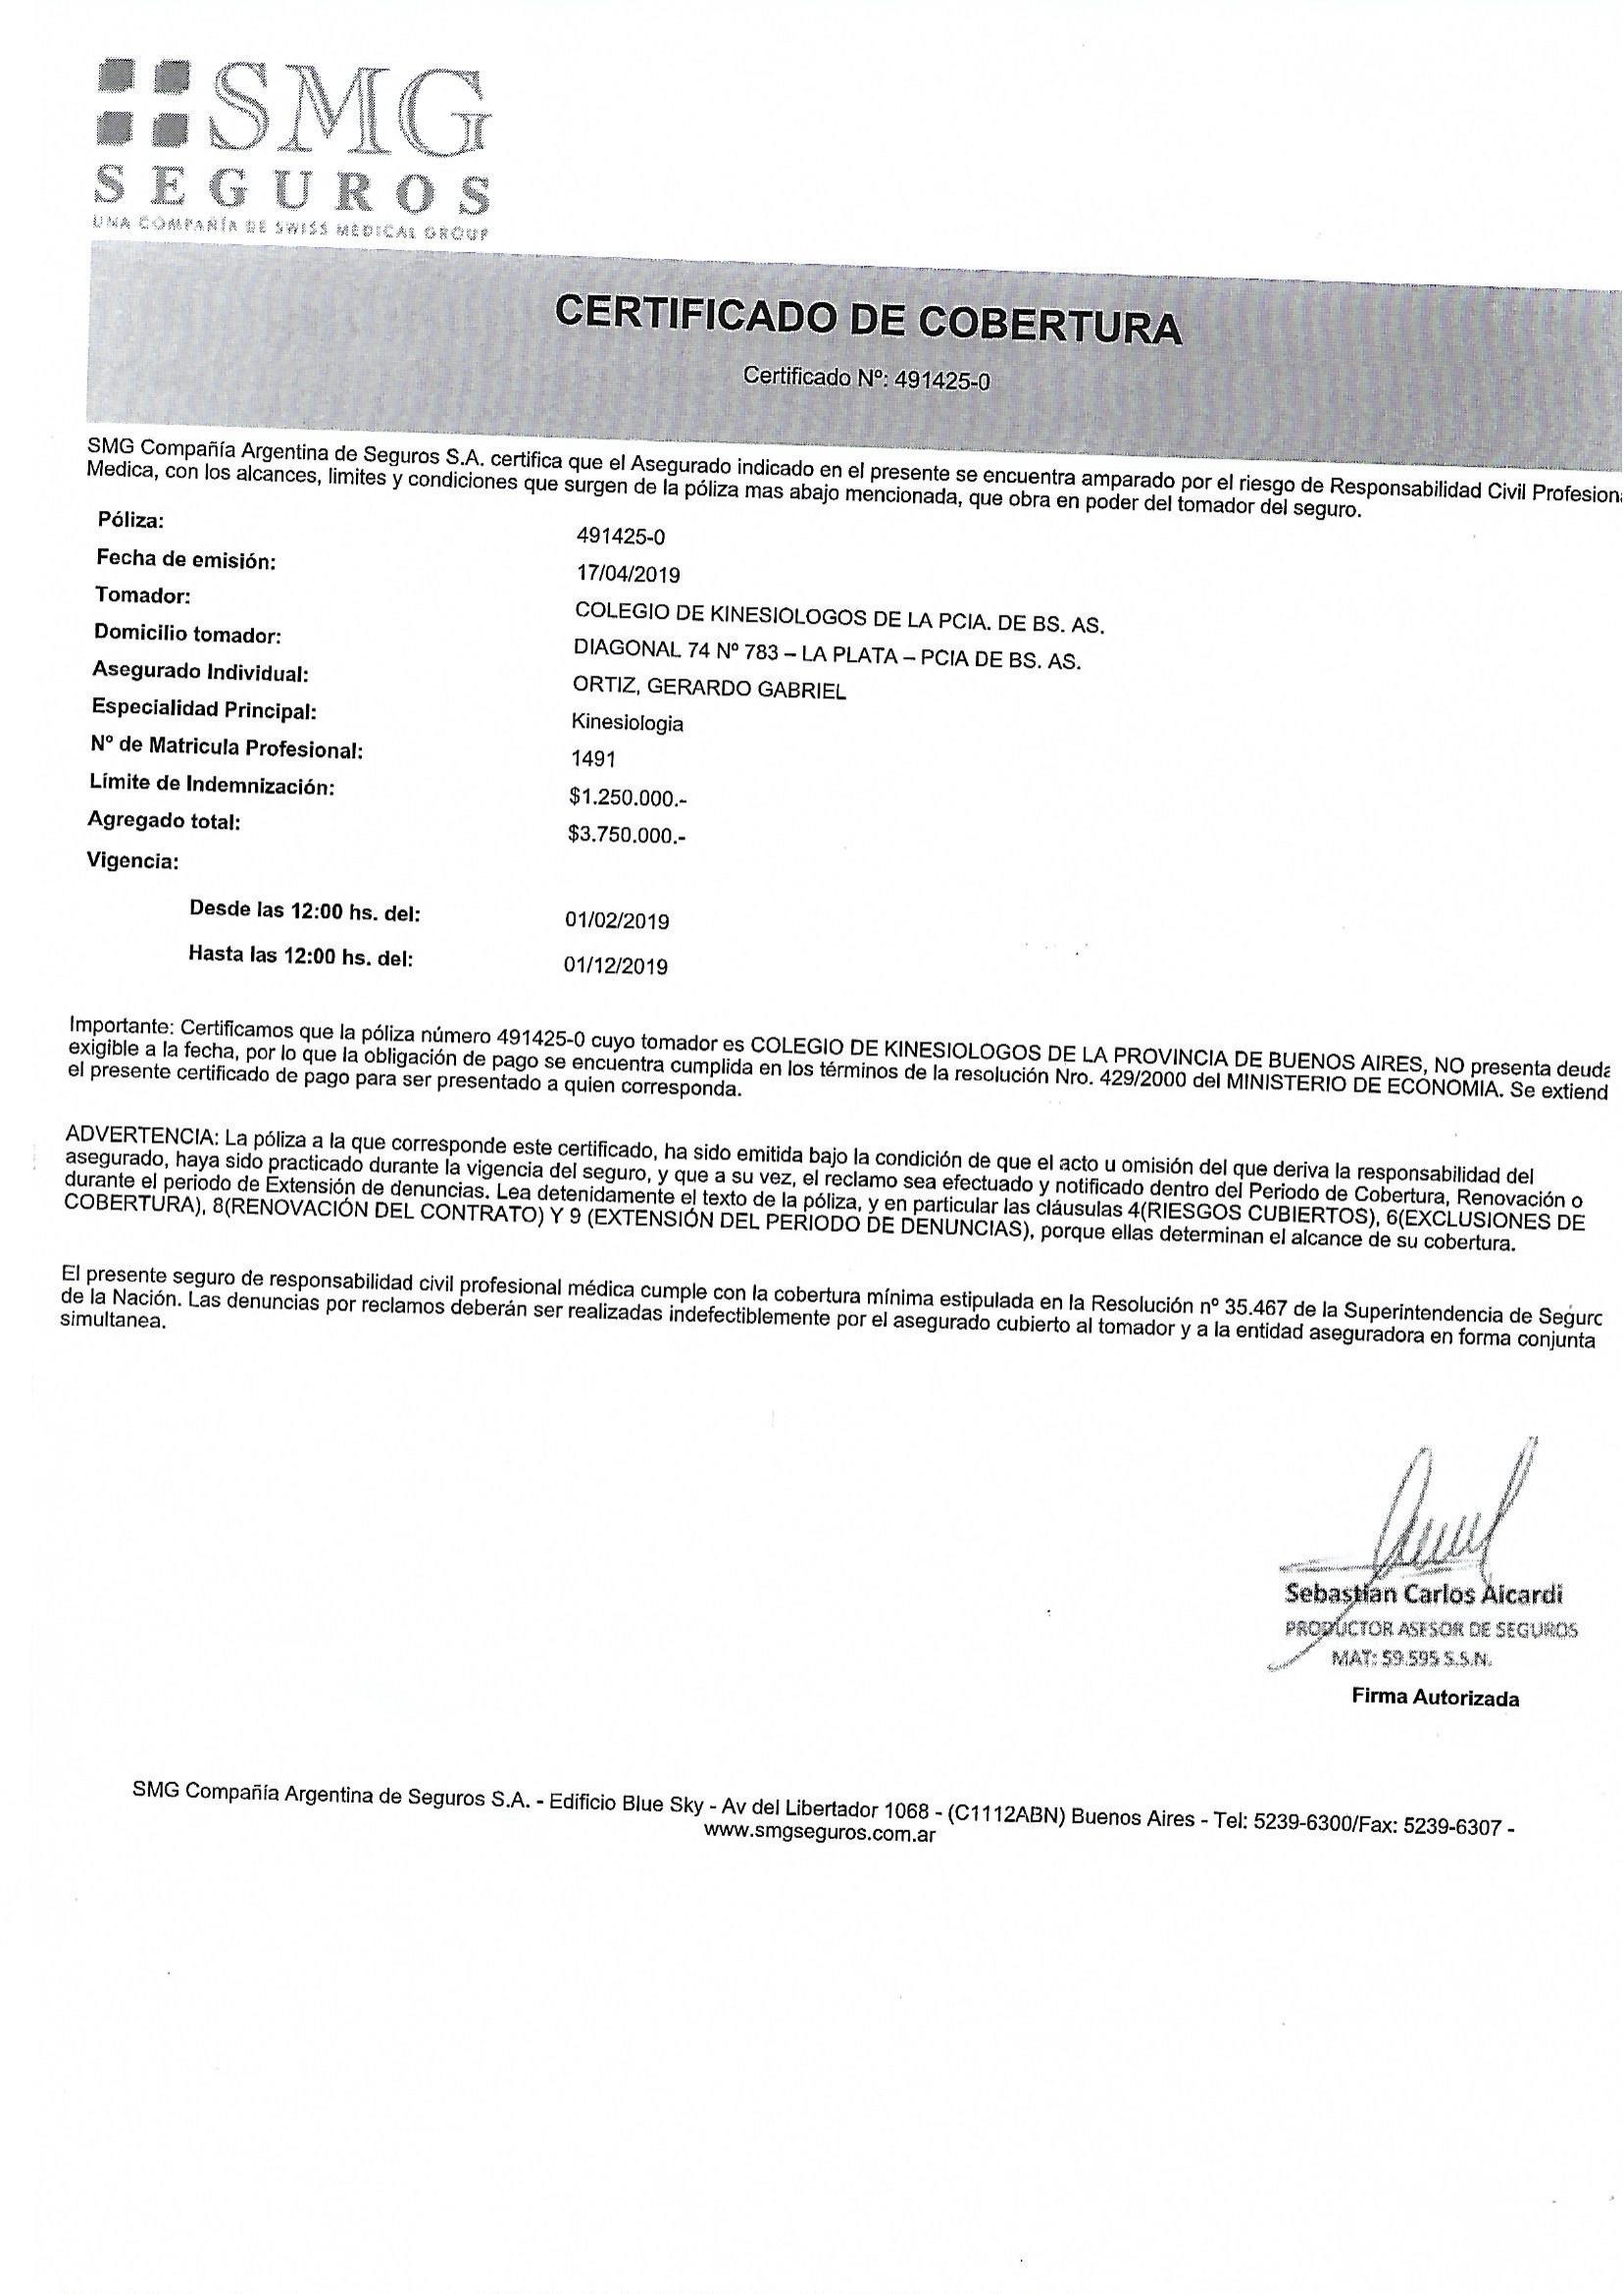 SMG
SEGUROS
UNA COMPAÑÍA DE SWISS MEDICAL GROUP
CERTIFICADO DE COBERTURA
Certificado Nº: 491425-0
SMG Compañía Argentina de Seguros S.A. certifica que el Asegurado indicado en el presente se encuentra amparado por el riesgo de Responsabilidad Civil Profesiona
Medica, con los alcances, limites y condiciones que surgen de la póliza mas abajo mencionada, que obra en poder del tomador del seguro.
Póliza: 491425-0
Fecha de emisión: 17/04/2019
Tomador: COLEGIO DE KINESIOLOGOS DE LA PCIA. DE BS. AS.
Domicilio tomador: DIAGONAL 74 Nº 783 – LA PLATA – PCIA DE BS. AS.
Asegurado Individual: ORTIZ, GERARDO GABRIEL
Especialidad Principal: Kinesiologia
Nº de Matricula Profesional: 1491
Límite de Indemnización: $1.250.000.-
Agregado total: $3.750.000.-
Vigencia:
Desde las 12:00 hs. del: 01/02/2019
Hasta las 12:00 hs. del: 01/12/2019
Importante: Certificamos que la póliza número 491425-0 cuyo tomador es COLEGIO DE KINESIOLOGOS DE LA PROVINCIA DE BUENOS AIRES, NO presenta deuda
exigible a la fecha, por lo que la obligación de pago se encuentra cumplida en los términos de la resolución Nro. 429/2000 del MINISTERIO DE ECONOMIA. Se extiend
el presente certificado de pago para ser presentado a quien corresponda.
ADVERTENCIA: La póliza a la que corresponde este certificado, ha sido emitida bajo la condición de que el acto u omisión del que deriva la responsabilidad del
asegurado, haya sido practicado durante la vigencia del seguro, y que a su vez, el reclamo sea efectuado y notificado dentro del Periodo de Cobertura, Renovación o
durante el periodo de Extensión de denuncias. Lea detenidamente el texto de la póliza, y en particular las cláusulas 4(RIESGOS CUBIERTOS), 6(EXCLUSIONES DE
COBERTURA), 8(RENOVACIÓN DEL CONTRATO) Y 9 (EXTENSIÓN DEL PERIODO DE DENUNCIAS), porque ellas determinan el alcance de su cobertura.
El presente seguro de responsabilidad civil profesional médica cumple con la cobertura mínima estipulada en la Resolución nº 35.467 de la Superintendencia de Seguro
de la Nación. Las denuncias por reclamos deberán ser realizadas indefectiblemente por el asegurado cubierto al tomador y a la entidad aseguradora en forma conjunta
simultanea.
Sebastian Carlos Aicardi
PRODUCTOR ASESOR DE SEGUROS
MAT: 59.595 S.S.N.
Firma Autorizada
SMG Compañía Argentina de Seguros S.A. - Edificio Blue Sky - Av del Libertador 1068 - (C1112ABN) Buenos Aires - Tel: 5239-6300/Fax: 5239-6307 -
www.smgseguros.com.ar